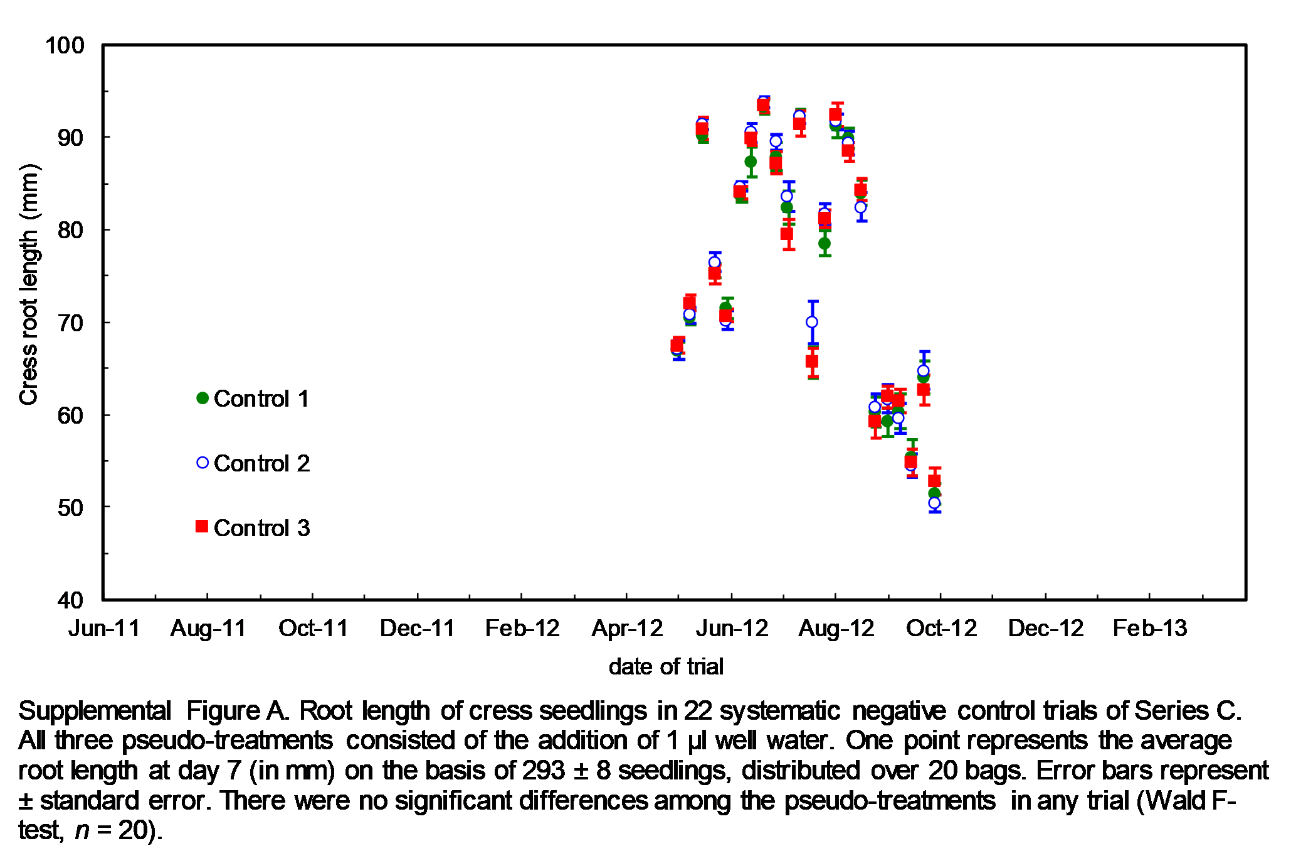 100
90
80
70
60
50
40
Cress root length (mm)
Control 1
Control 2
Control 3
Jun-11 Aug-11 Oct-11 Dec-11 Feb-12 Apr-12 Jun-12 Aug-12 Oct-12 Dec-12 Feb-13
date of trial
Supplemental Figure A. Root length of cress seedlings in 22 systematic negative control trials of Series C.
All three pseudo-treatments consisted of the addition of 1 µl well water. One point represents the average
root length at day 7 (in mm) on the basis of 293 ± 8 seedlings, distributed over 20 bags. Error bars represent
± standard error. There were no significant differences among the pseudo-treatments in any trial (Wald F-
test, n = 20).